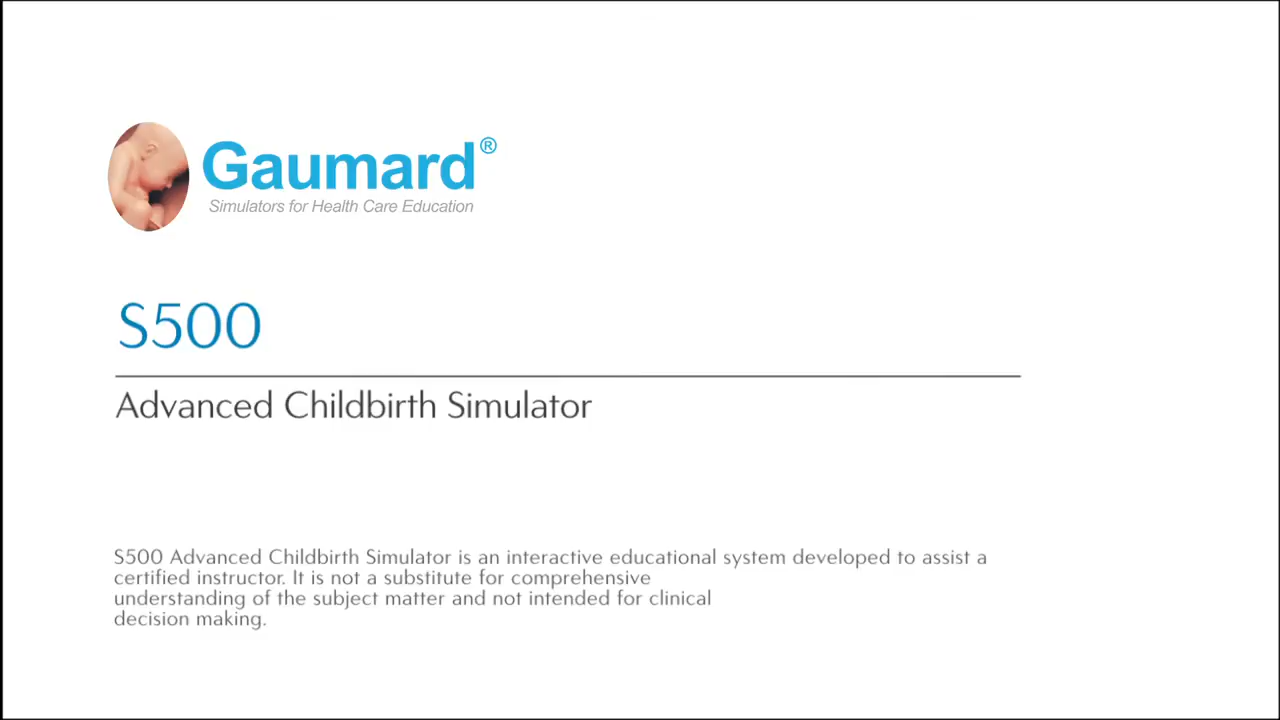 Gaumard®
Simulators for Health Care Education
S500
Advanced Childbirth Simulator
S500 Advanced Childbirth Simulator is an interactive educational system developed to assist a
certified instructor. It is not a substitute for comprehensive
understanding of the subject matter and not intended for clinical
decision making.